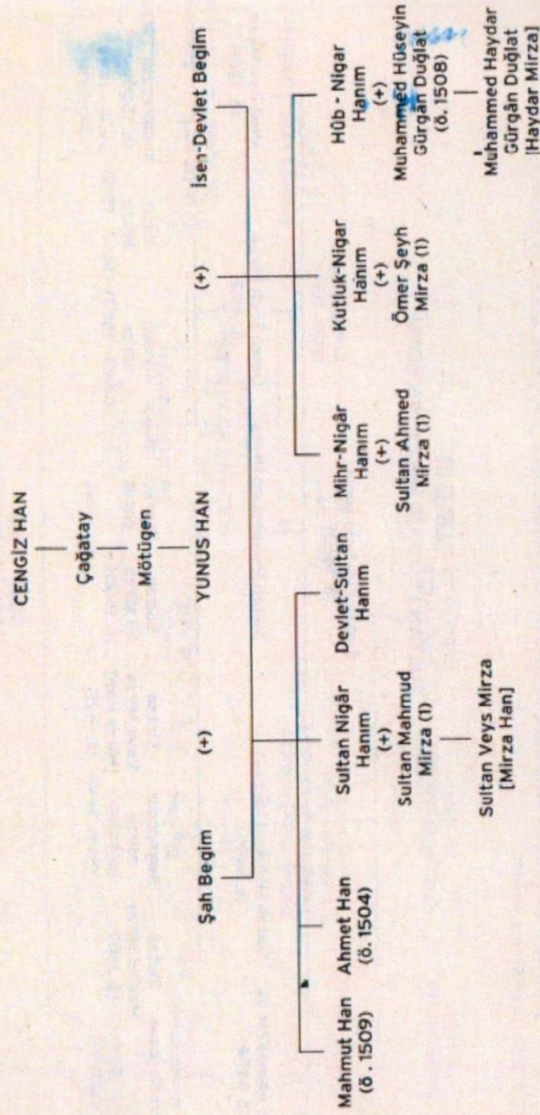 CENGİZ HAN
Çağatay
Mötügen
Şah Begim (+) YUNUS HAN (+) İsen-Devlet Begim
Mahmut Han
(ö. 1509)
Ahmet Han
(ö. 1504)
Sultan Nigâr
Hanım
(+)
Sultan Mahmud
Mirza (1)
Sultan Veys Mirza
[Mirza Han]
Devlet-Sultan
Hanım
Mihr-Nigâr
Hanım
(+)
Sultan Ahmed
Mirza (1)
Kutluk-Nigar
Hanım
(+)
Ömer Şeyh
Mirza (1)
Hûb - Nigar
Hanım
(+)
Muhammed Hüseyin
Gürgân Duğlat
(ö. 1508)
Muhammed Haydar
Gürgân Duğlat
[Haydar Mirza]